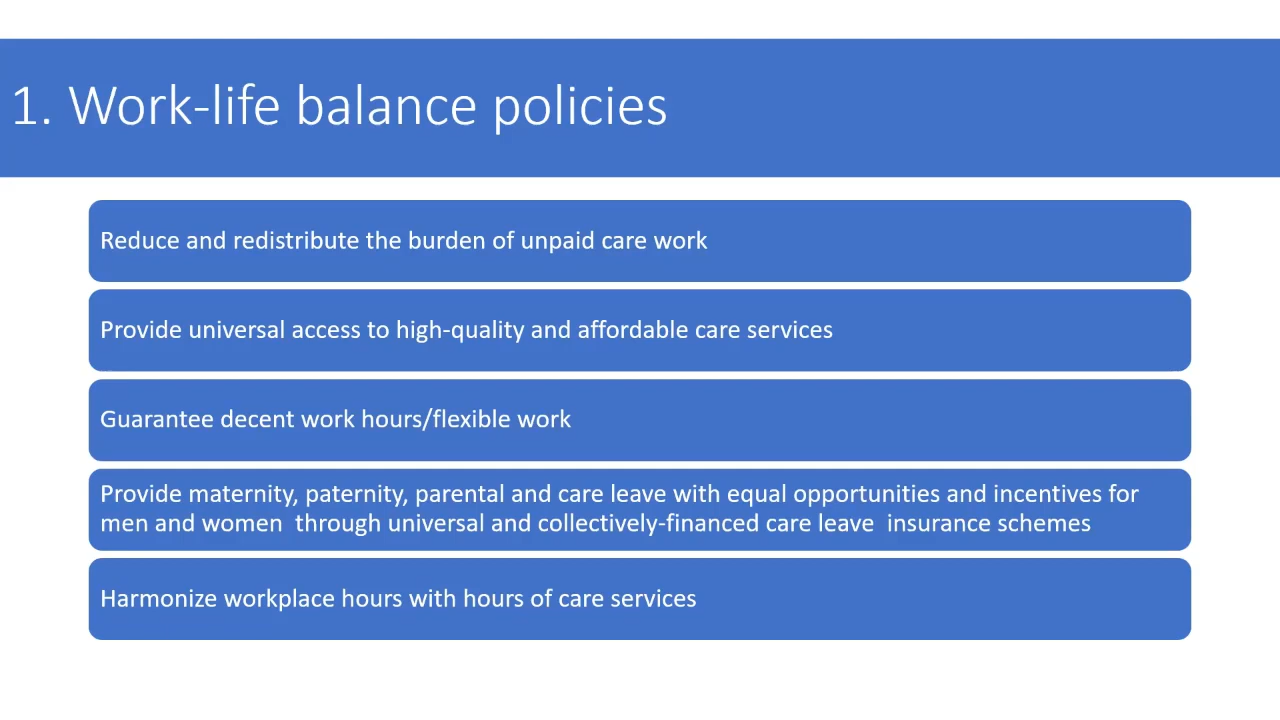 1. Work-life balance policies
Reduce and redistribute the burden of unpaid care work
Provide universal access to high-quality and affordable care services
Guarantee decent work hours/flexible work
Provide maternity, paternity, parental and care leave with equal opportunities and incentives for
men and women  through universal and collectively-financed care leave  insurance schemes
Harmonize workplace hours with hours of care services